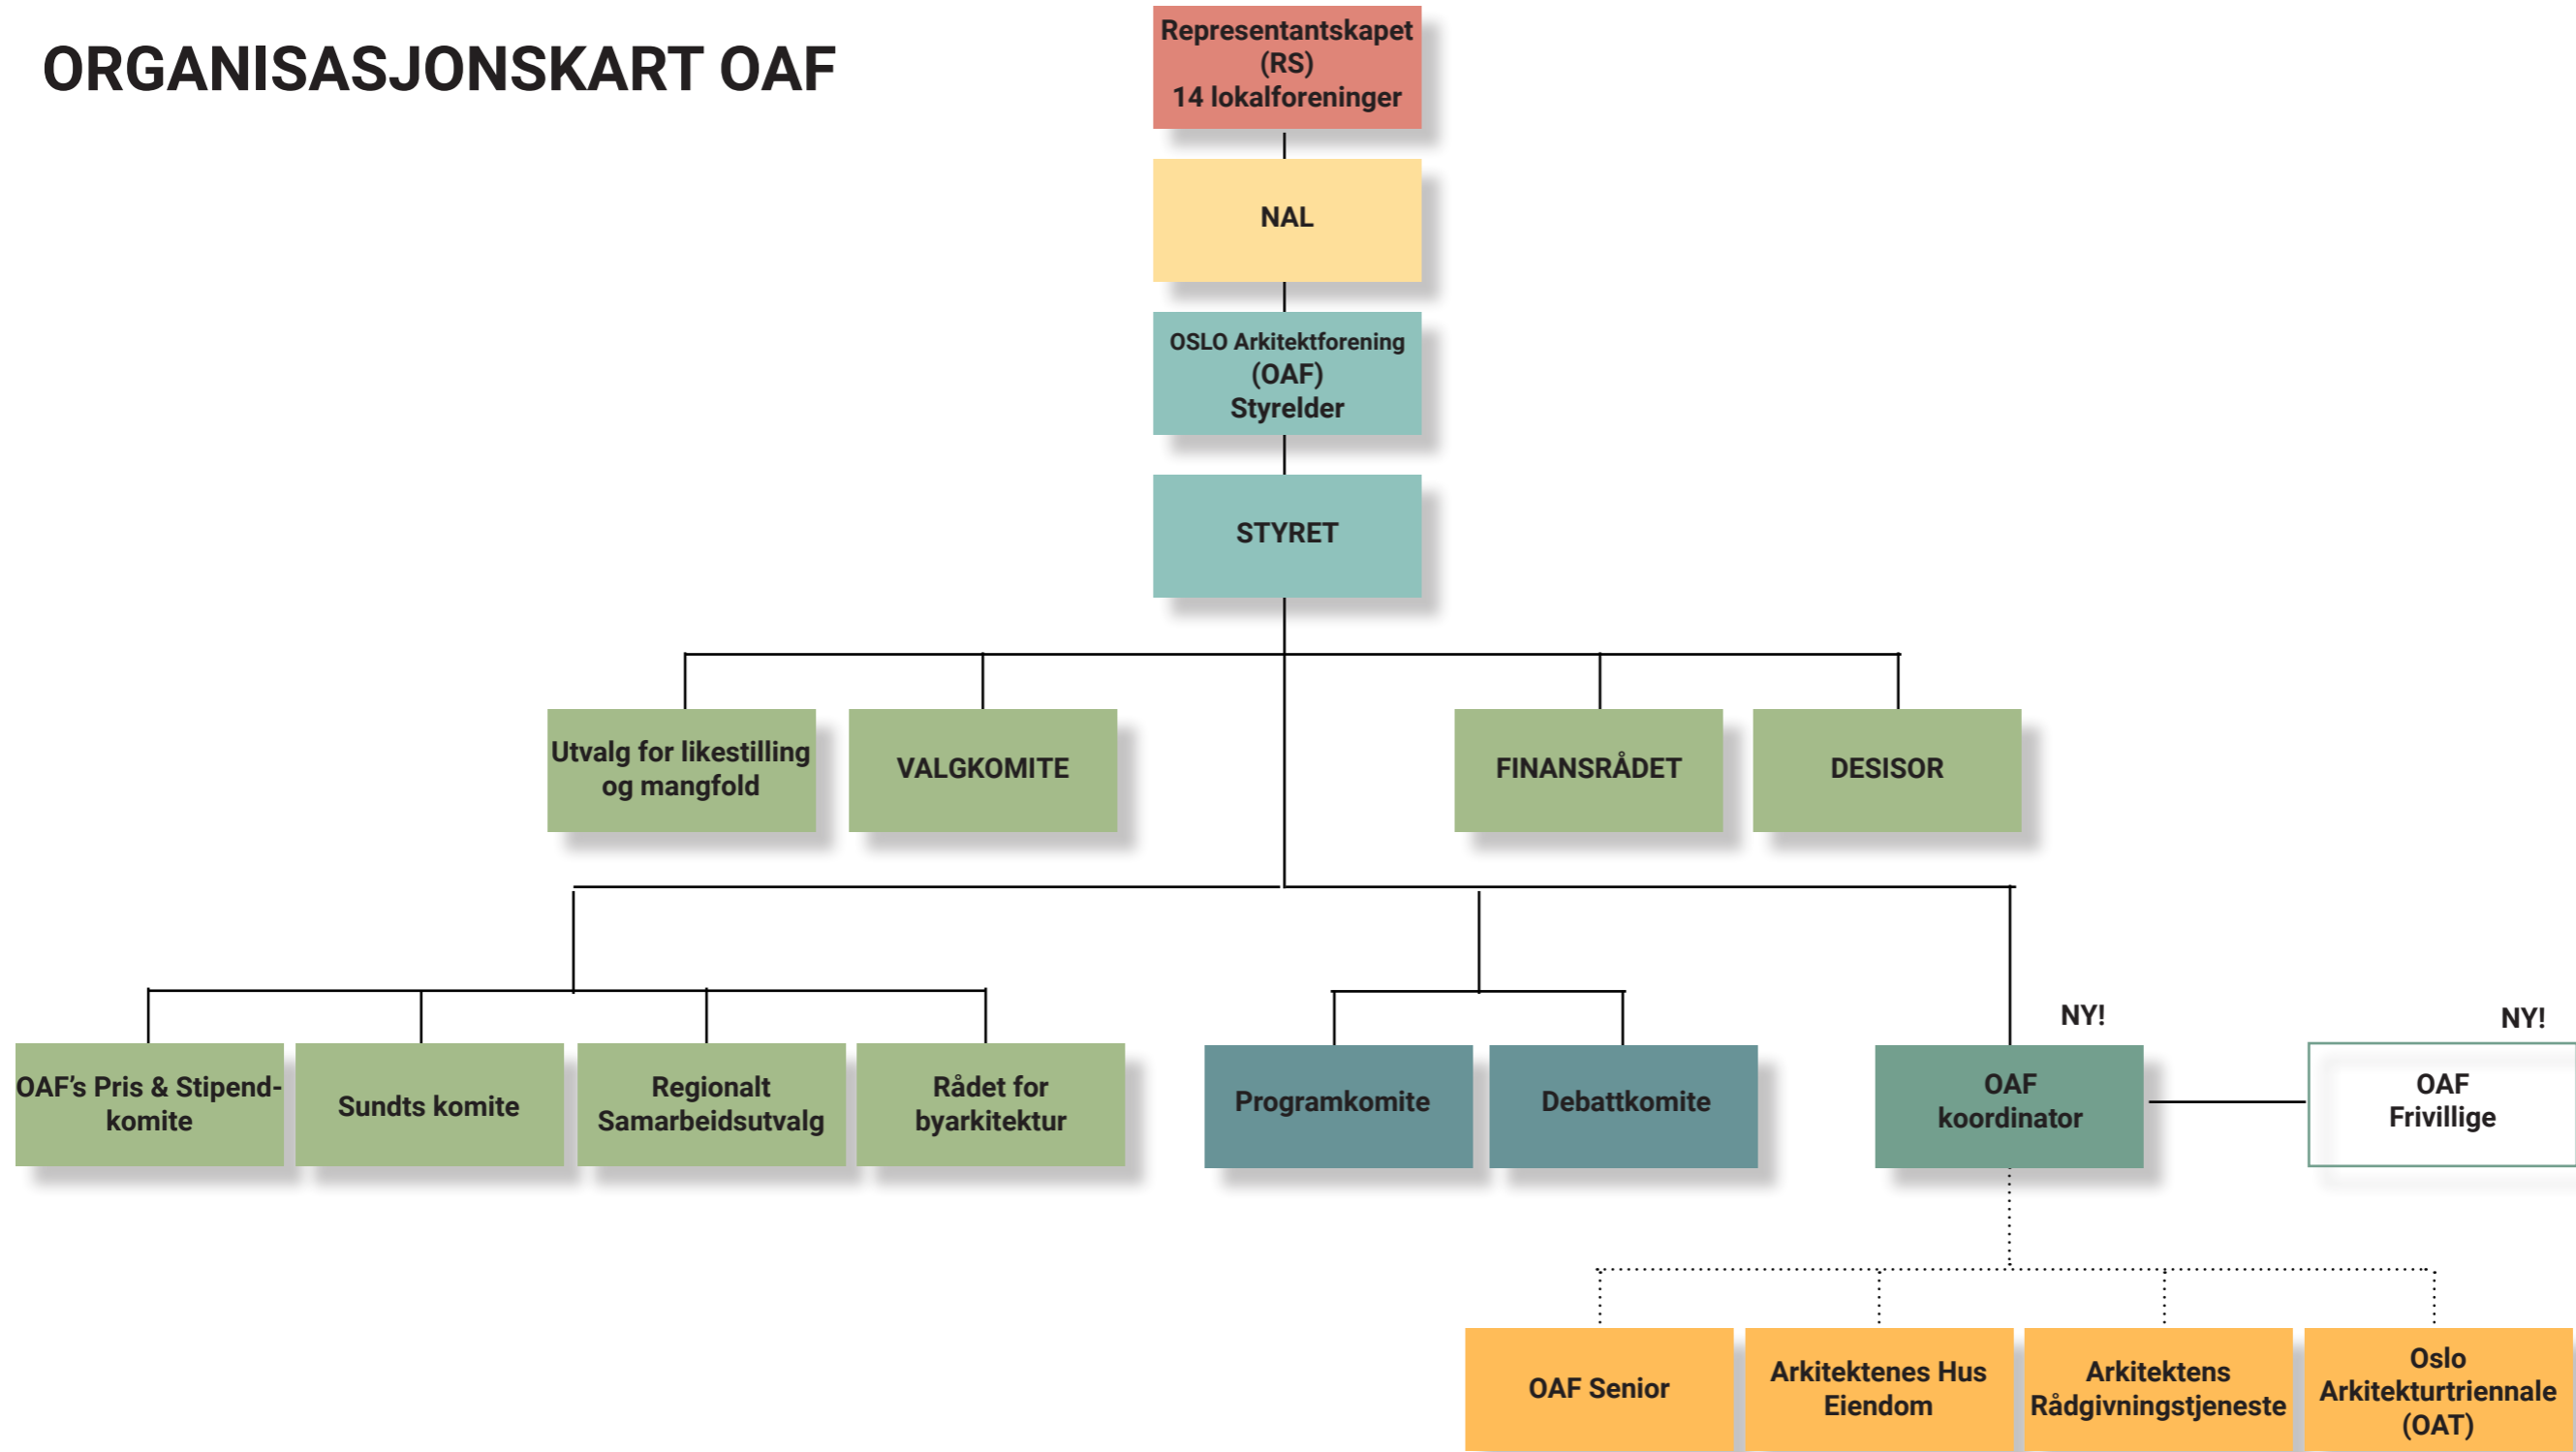 ORGANISASJONSKART OAF
Representantskapet
(RS)
14 lokalforeninger
NAL
OSLO Arkitektforening
(OAF)
Styrelder
STYRET
Utvalg for likestilling
og mangfold
VALGKOMITE
FINANSRÅDET
DESISOR
OAF’s Pris & Stipend-
komite
Sundts komite
Regionalt
Samarbeidsutvalg
Rådet for
byarkitektur
Programkomite
Debattkomite
NY!
OAF
koordinator
NY!
OAF
Frivillige
OAF Senior
Arkitektenes Hus
Eiendom
Arkitektens
Rådgivningstjeneste
Oslo
Arkitekturtriennale
(OAT)